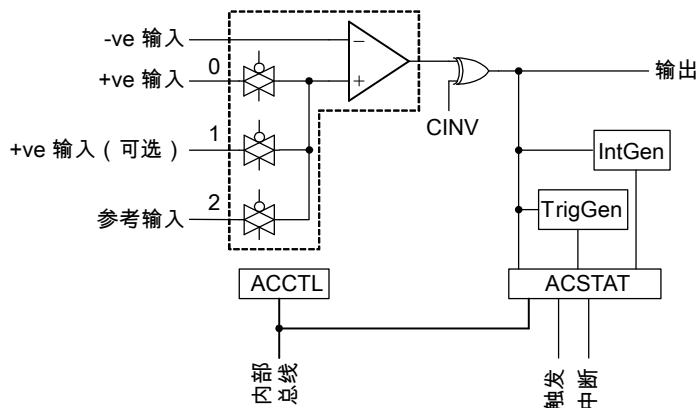 -ve 输入
+ve 输入
0
+ve 输入（可选）
1
参考输入
2
−
+
CINV
输出
IntGen
TrigGen
ACCTL
ACSTAT
内部
总线
触发
中断